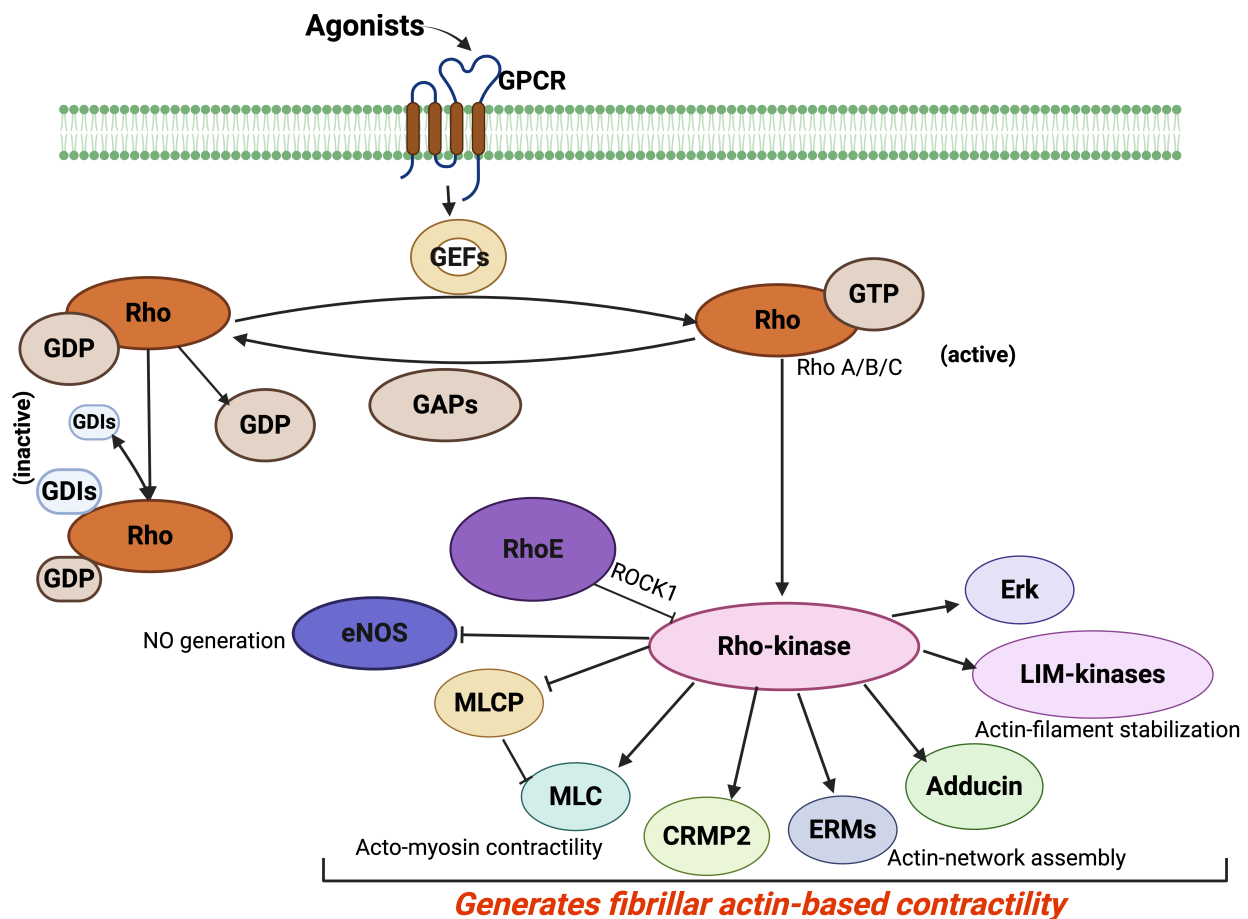 Agonists
GPCR
GEFs
Rho
GDP
GTP
Rho
Rho A/B/C
(active)
GAPs
GDP
GDIs
(inactive)
GDIs
Rho
GDP
RhoE
ROCK1
Erk
NO generation
eNOS
Rho-kinase
LIM-kinases
Actin-filament stabilization
MLCP
MLC
Adducin
CRMP2
ERMs
Acto-myosin contractility
Actin-network assembly
Generates fibrillar actin-based contractility